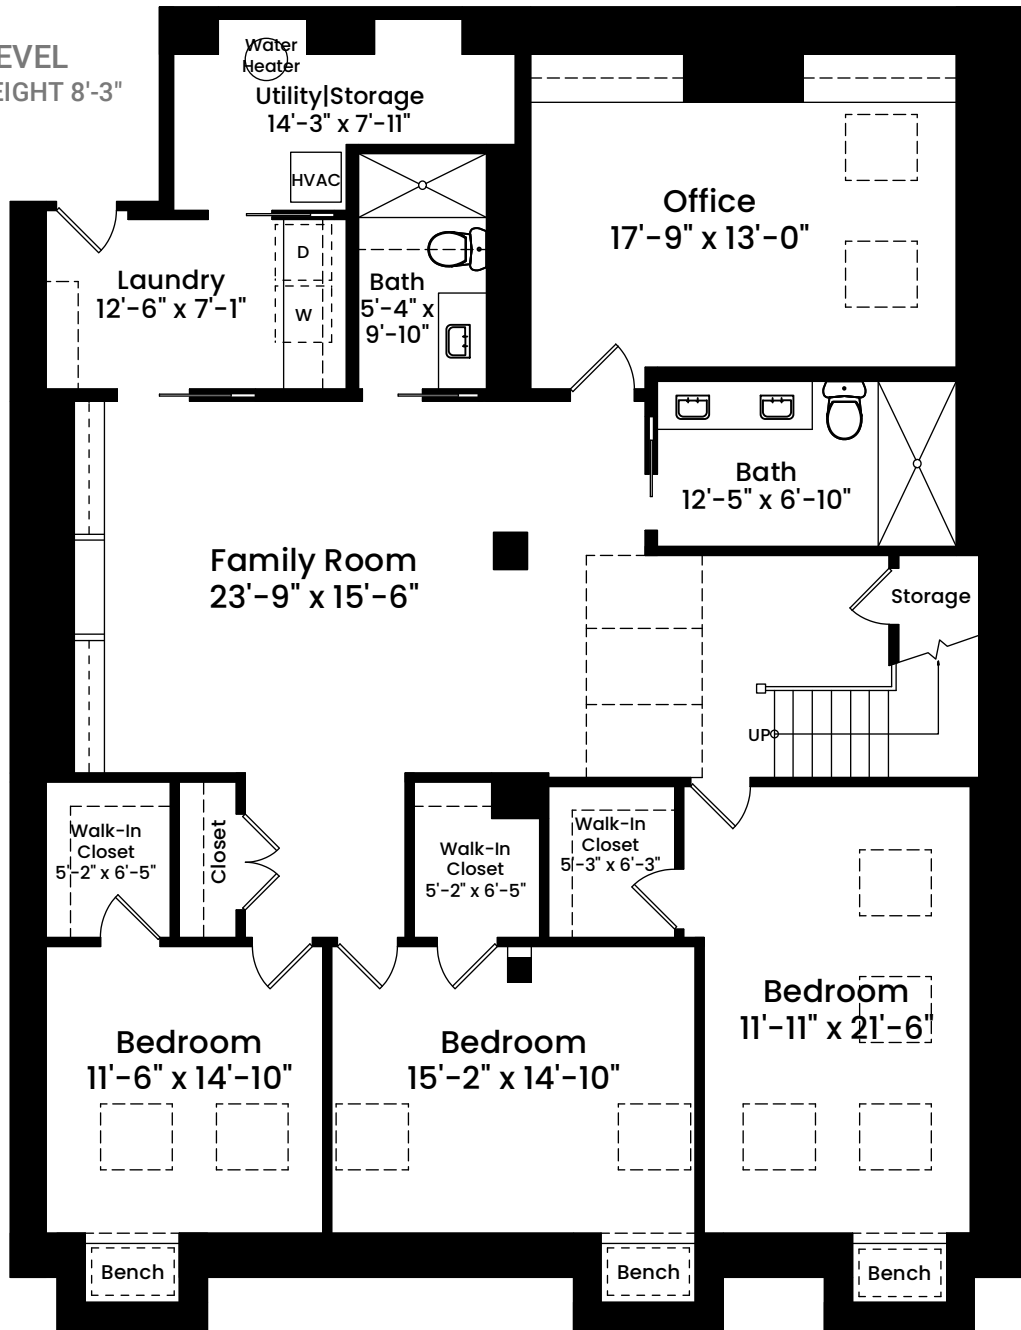 EVEL
EIGHT 8'-3"
Water
Heater
Utility|Storage
14'-3" x 7'-11"
HVAC
Office
17'-9" x 13'-0"
Laundry
12'-6" x 7'-1"
D
W
Bath
5'-4" x
9'-10"
Bath
12'-5" x 6'-10"
Family Room
23'-9" x 15'-6"
Storage
UP
Walk-In
Closet
5'-2" x 6'-5"
Closet
Walk-In
Closet
5'-2" x 6'-5"
Walk-In
Closet
5'-3" x 6'-3"
Bedroom
11'-6" x 14'-10"
Bedroom
15'-2" x 14'-10"
Bedroom
11'-11" x 21'-6"
Bench
Bench
Bench